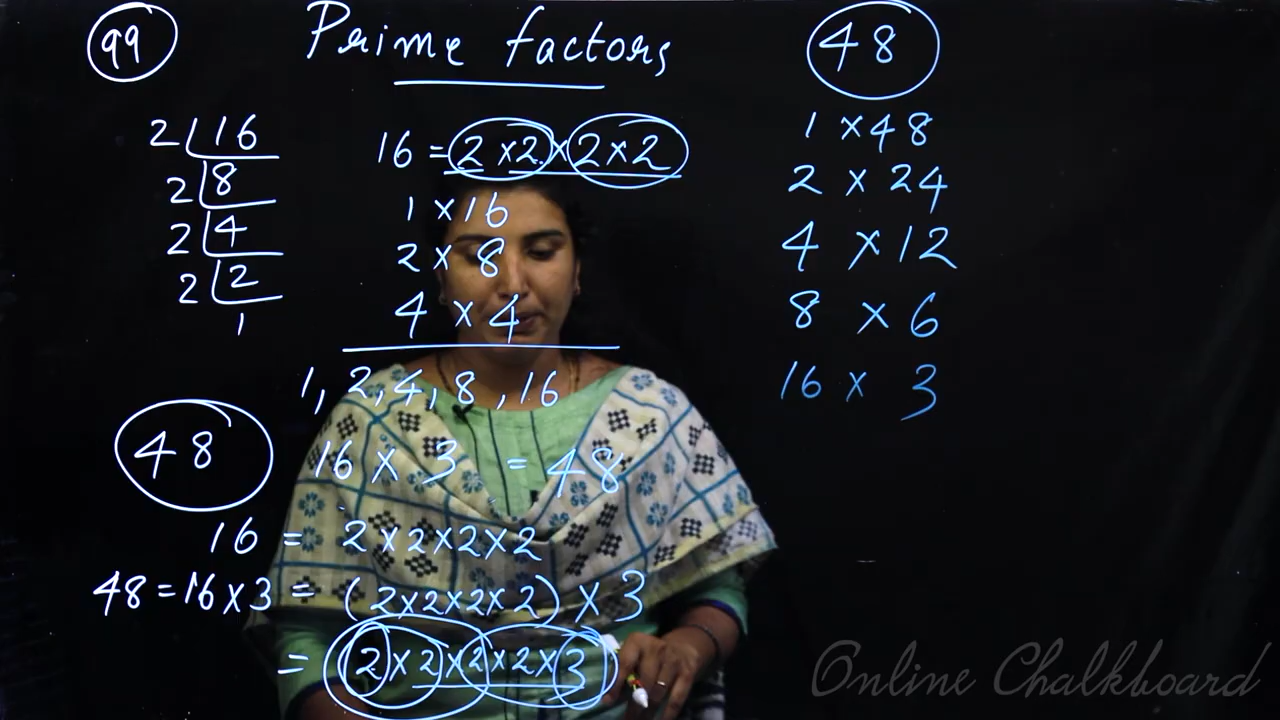 99
Prime factors
48
2 16
2 8
2 4
2 2
1
16 = 2 × 2 × 2 × 2
1 × 16
2 × 8
4 × 4
1, 2, 4, 8, 16
48
16 × 3 = 48
16 = 2 × 2 × 2 × 2
48 = 16 × 3 = (2 × 2 × 2 × 2) × 3
= 2 × 2 × 2 × 2 × 3
1 × 48
2 × 24
4 × 12
8 × 6
16 × 3
Online Chalkboard